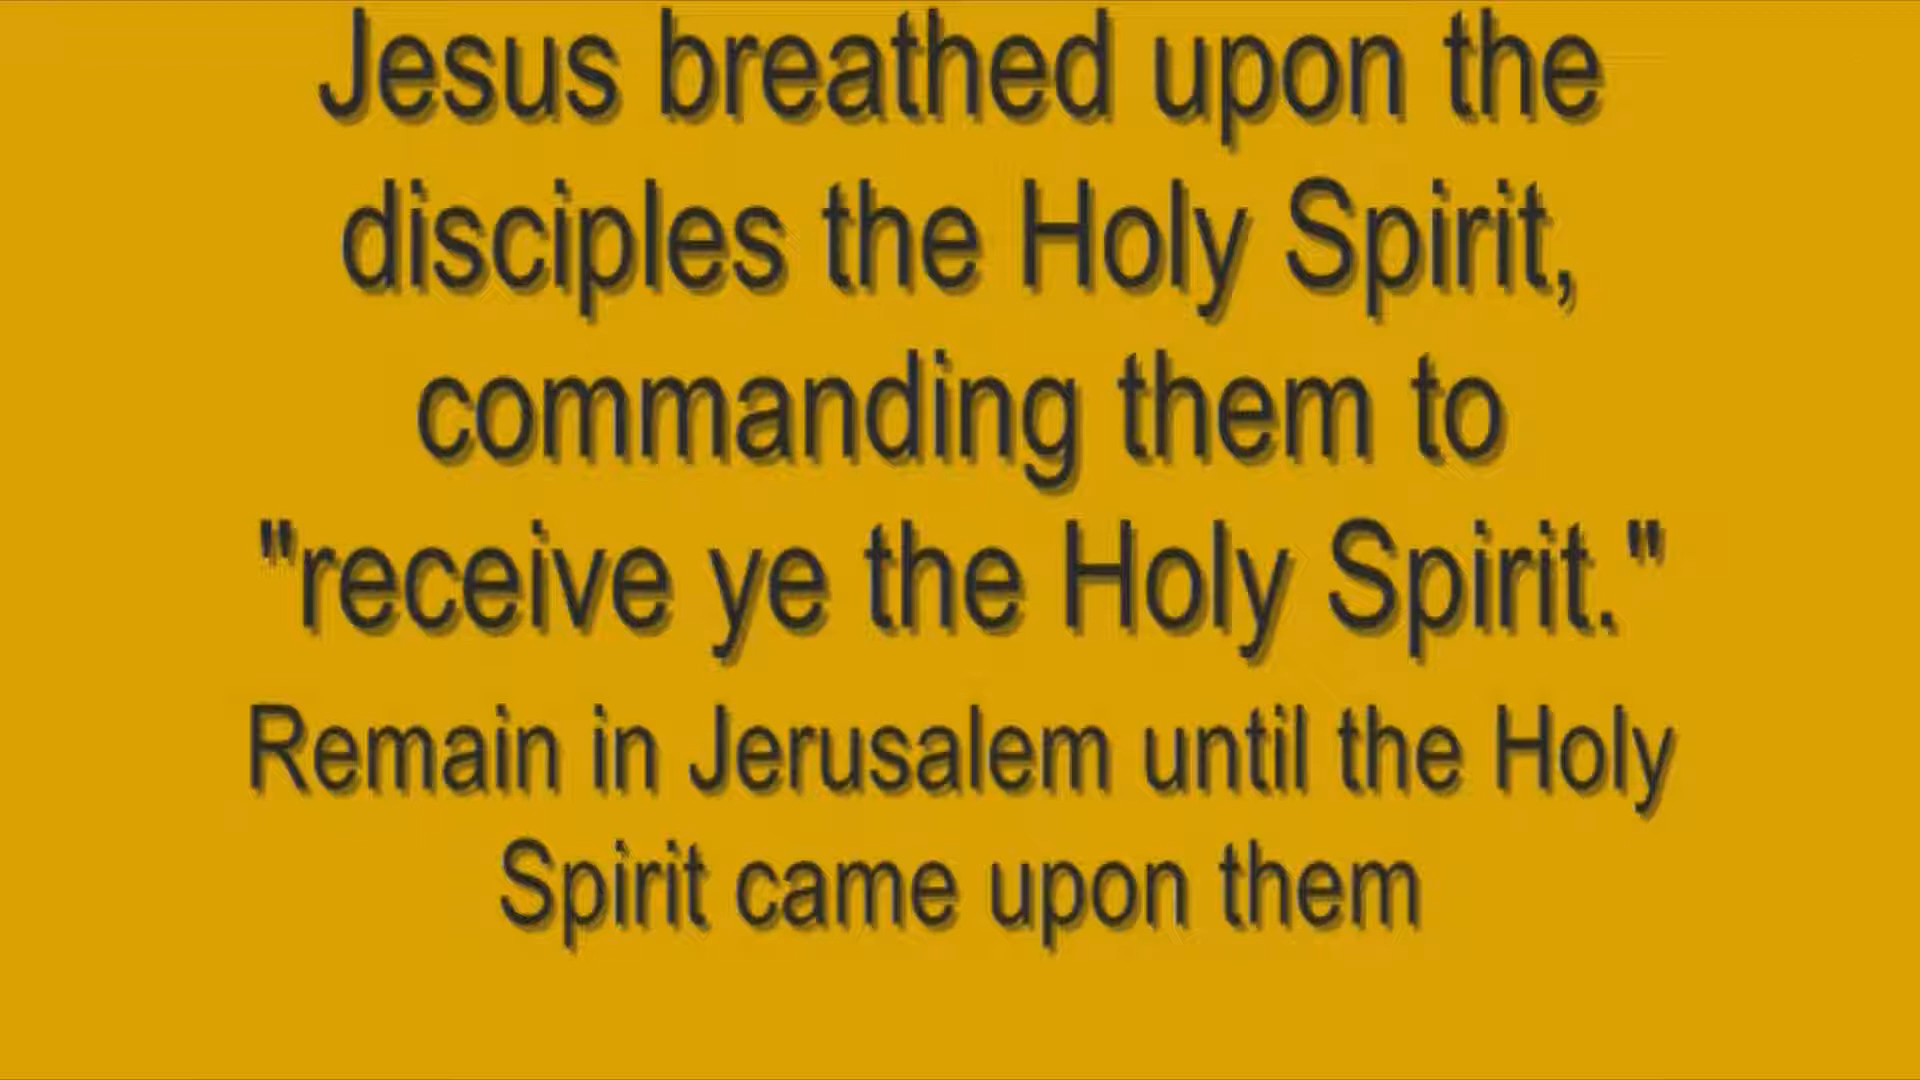 Jesus breathed upon the
disciples the Holy Spirit,
commanding them to
"receive ye the Holy Spirit."
Remain in Jerusalem until the Holy
Spirit came upon them